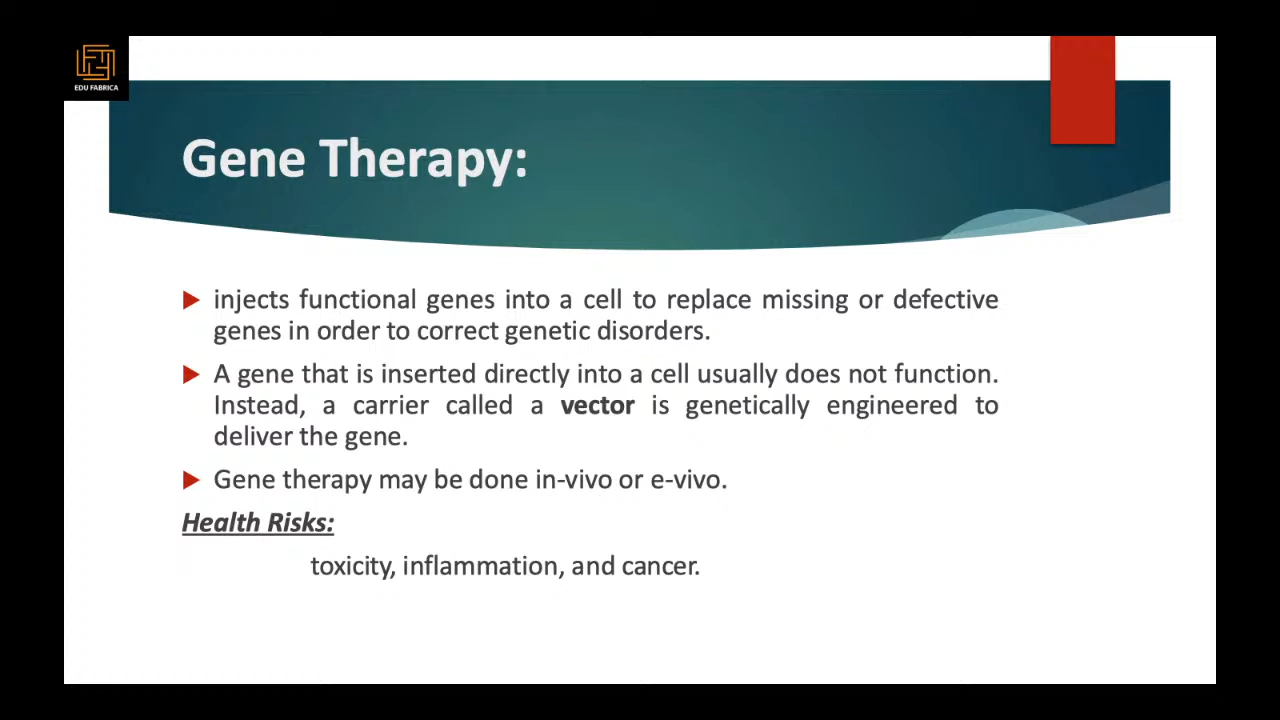 EDU FABRICA
Gene Therapy:
injects functional genes into a cell to replace missing or defective
genes in order to correct genetic disorders.
A gene that is inserted directly into a cell usually does not function.
Instead, a carrier called a vector is genetically engineered to
deliver the gene.
Gene therapy may be done in-vivo or e-vivo.
Health Risks:
toxicity, inflammation, and cancer.